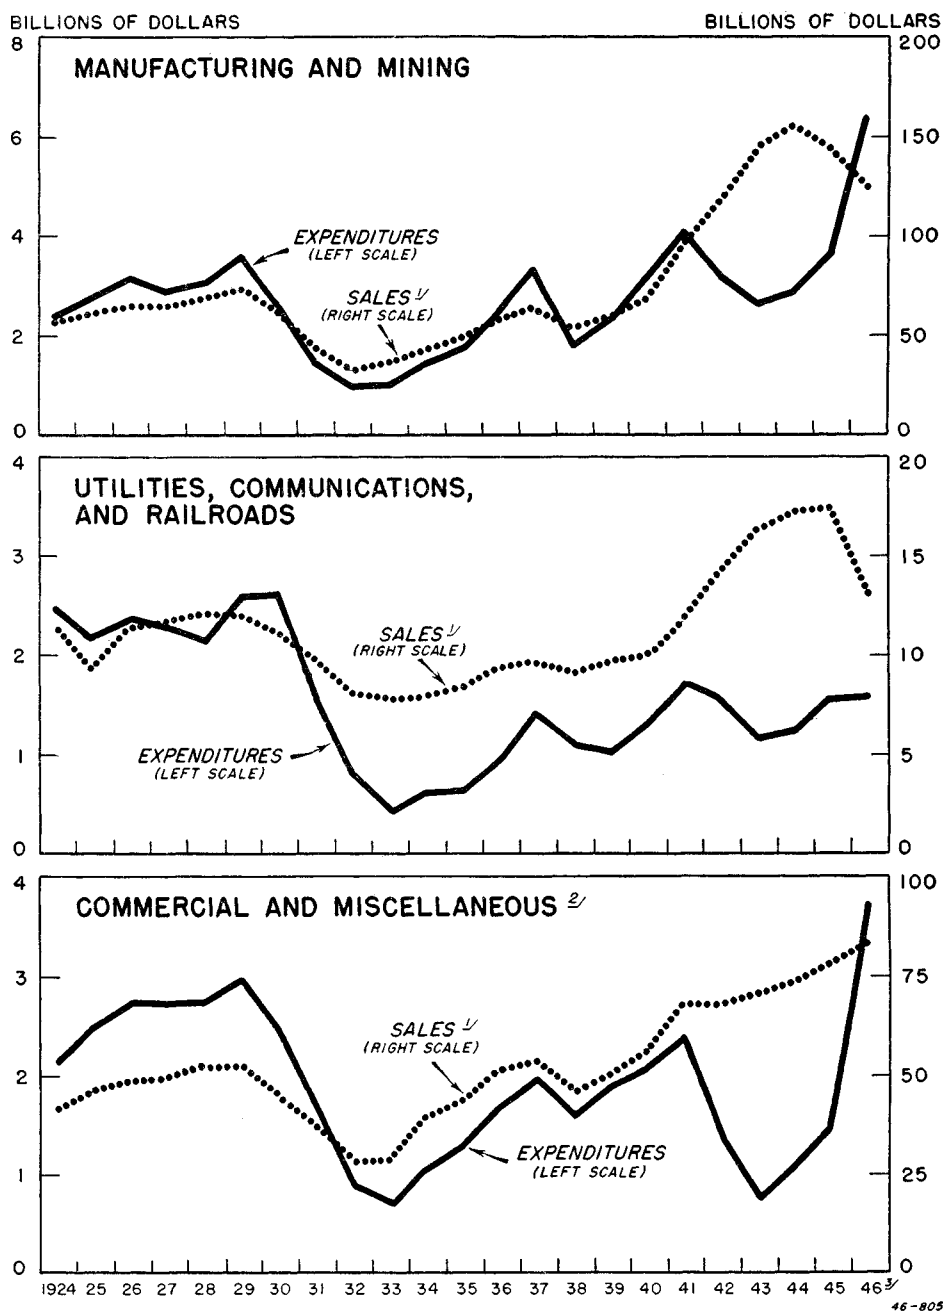 BILLIONS OF DOLLARS BILLIONS OF DOLLARS
8 200
MANUFACTURING AND MINING
6 150
EXPENDITURES
(LEFT SCALE)
4 100
SALES 1/
(RIGHT SCALE)
2 50
0 0
4 20
UTILITIES, COMMUNICATIONS,
AND RAILROADS
3 15
SALES 1/
(RIGHT SCALE)
2 10
EXPENDITURES
(LEFT SCALE)
1 5
0 0
4 100
COMMERCIAL AND MISCELLANEOUS 2/
3 75
SALES 1/
(RIGHT SCALE)
2 50
EXPENDITURES
(LEFT SCALE)
1 25
0 0
1924 25 26 27 28 29 30 31 32 33 34 35 36 37 38 39 40 41 42 43 44 45 46 3/
46-805